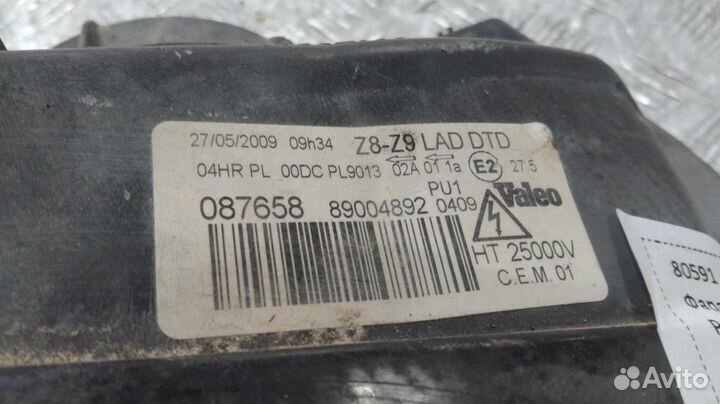 27/05/2009 09h34 Z8-Z9 LAD DTD
04HR PL 00DC PL9013 02A 01 1a E2 27.5
PU1
087658 89004892 0409 Valeo
HT 25000V
C.E.M. 01
80591
Avito